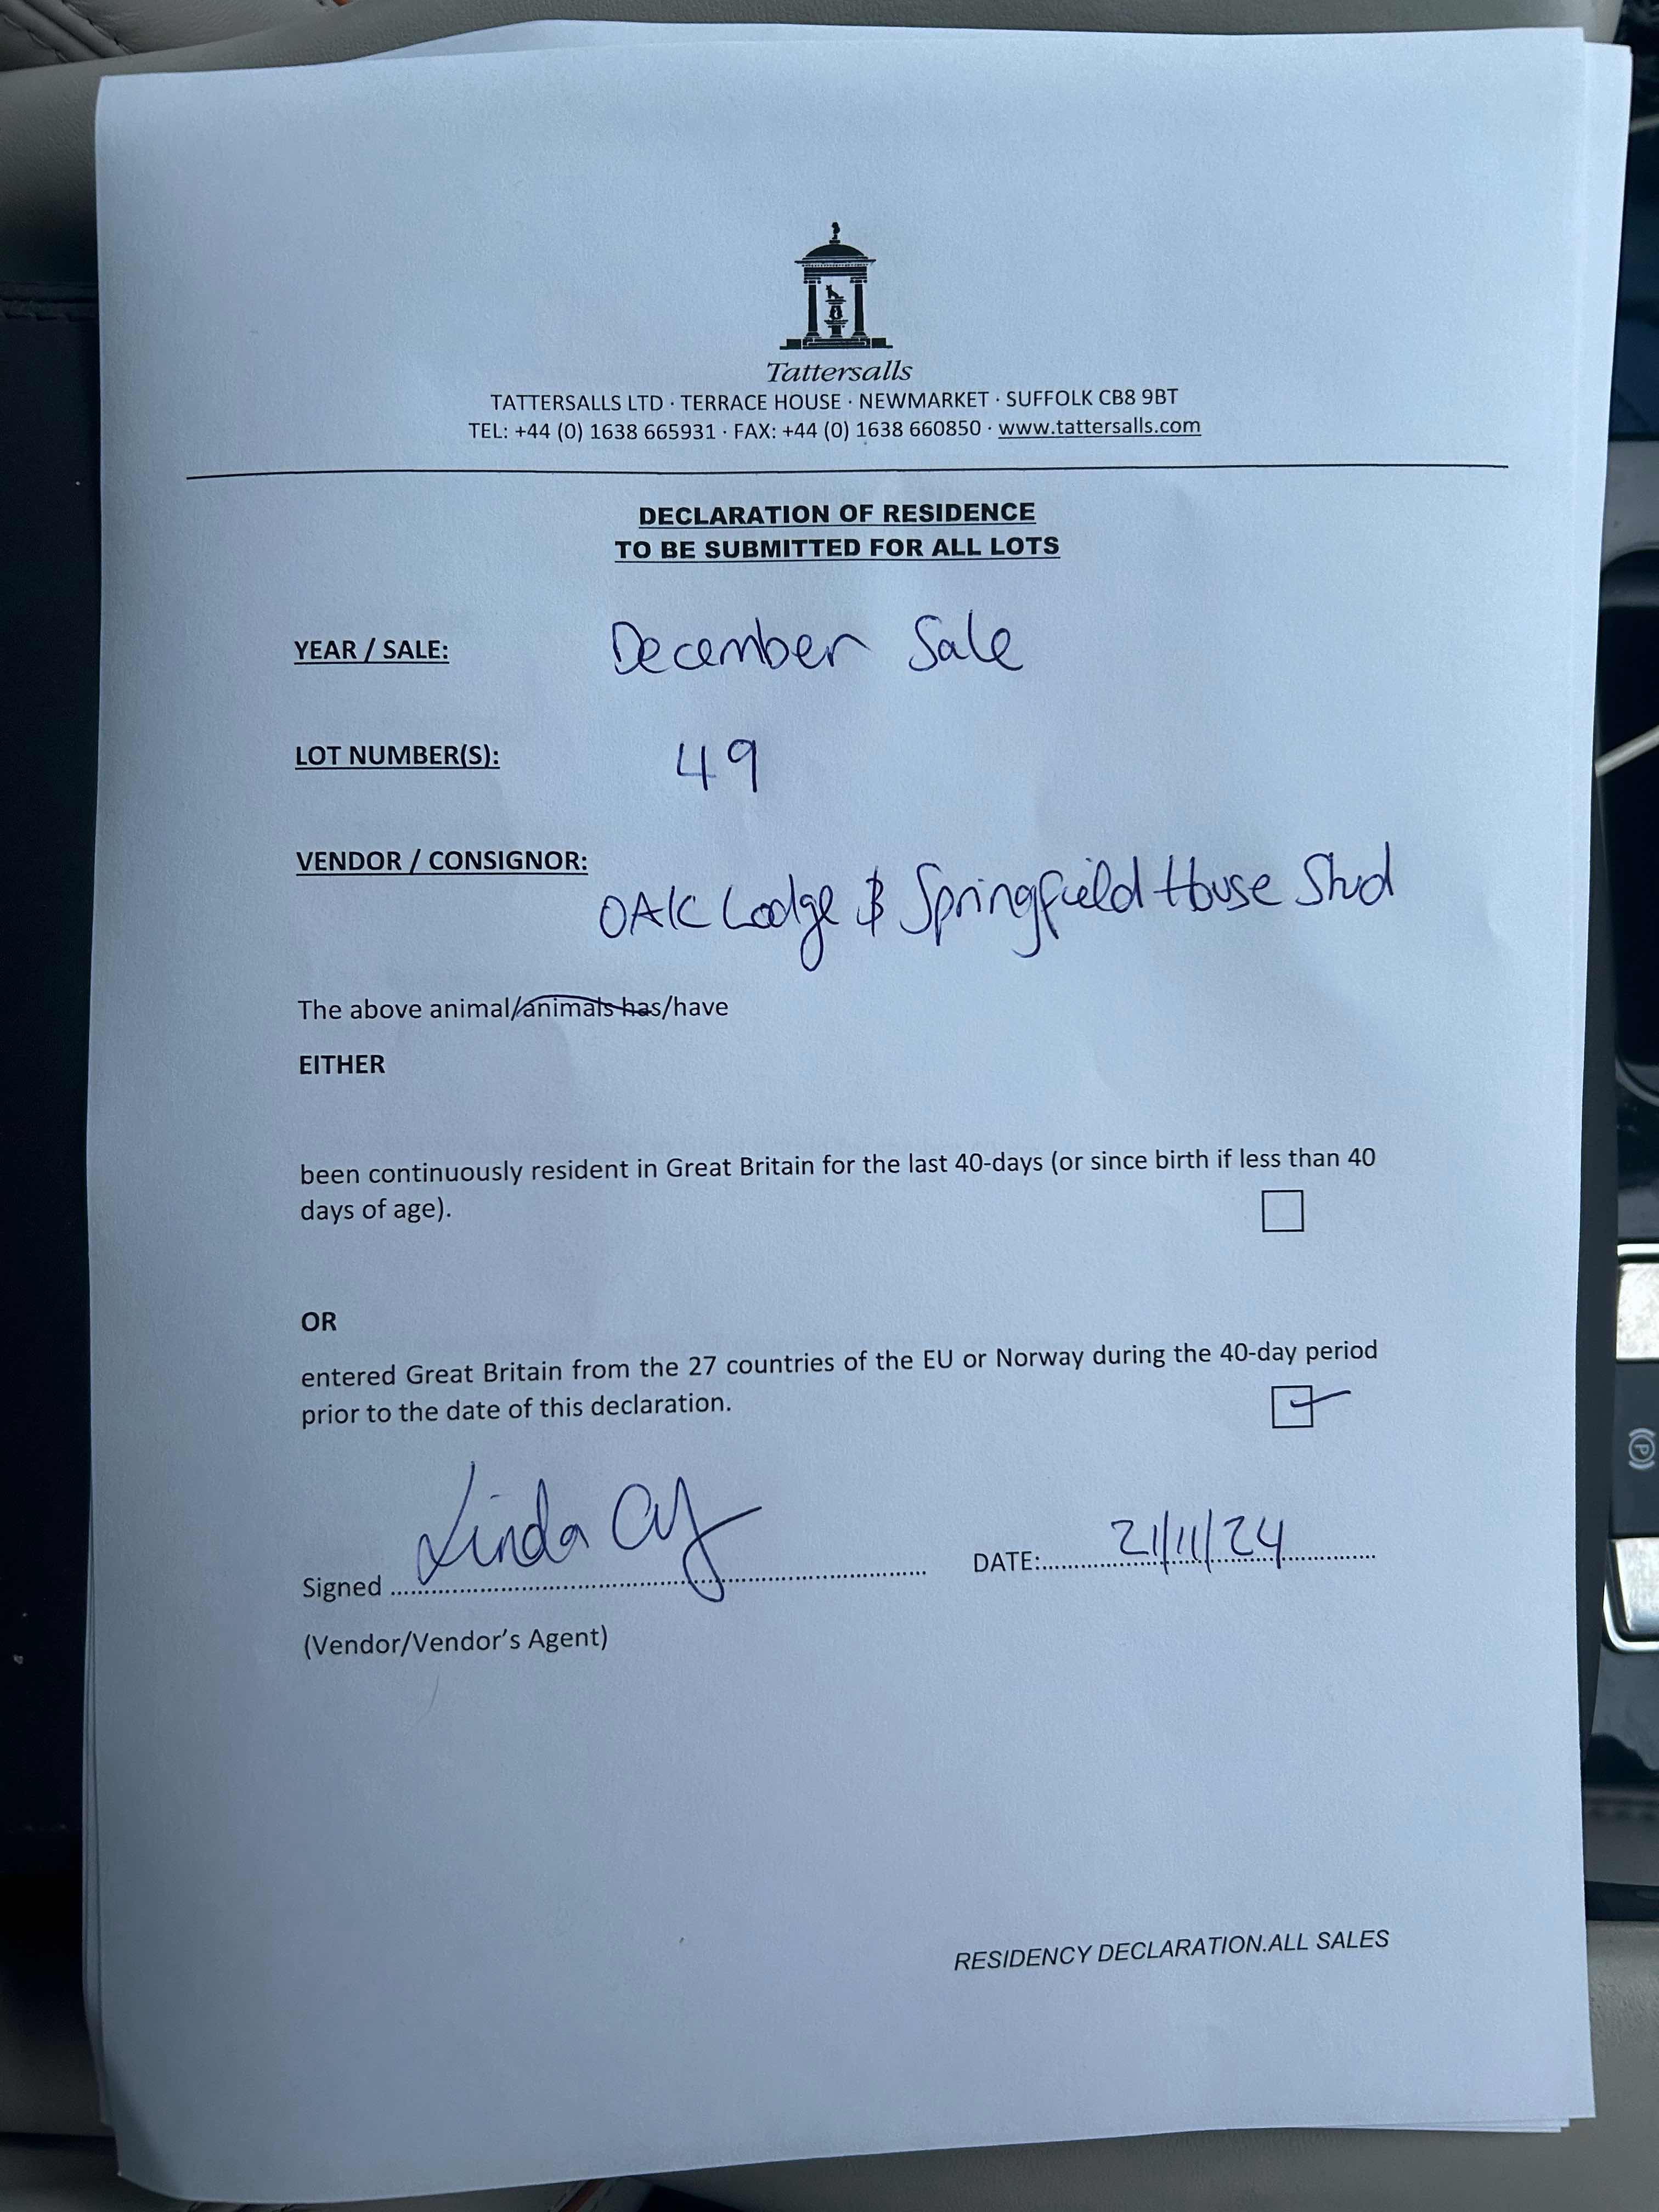 Tattersalls
TATTERSALLS LTD · TERRACE HOUSE · NEWMARKET · SUFFOLK CB8 9BT
TEL: +44 (0) 1638 665931 · FAX: +44 (0) 1638 660850 · www.tattersalls.com
DECLARATION OF RESIDENCE
TO BE SUBMITTED FOR ALL LOTS
YEAR / SALE: December Sale
LOT NUMBER(S): 49
VENDOR / CONSIGNOR: OAK Lodge & Springfield House Stud
The above animal/animals has/have
EITHER
been continuously resident in Great Britain for the last 40-days (or since birth if less than 40
days of age).
OR
entered Great Britain from the 27 countries of the EU or Norway during the 40-day period
prior to the date of this declaration.
Signed Linda DATE: 21/11/24
(Vendor/Vendor's Agent)
RESIDENCY DECLARATION.ALL SALES
(P)